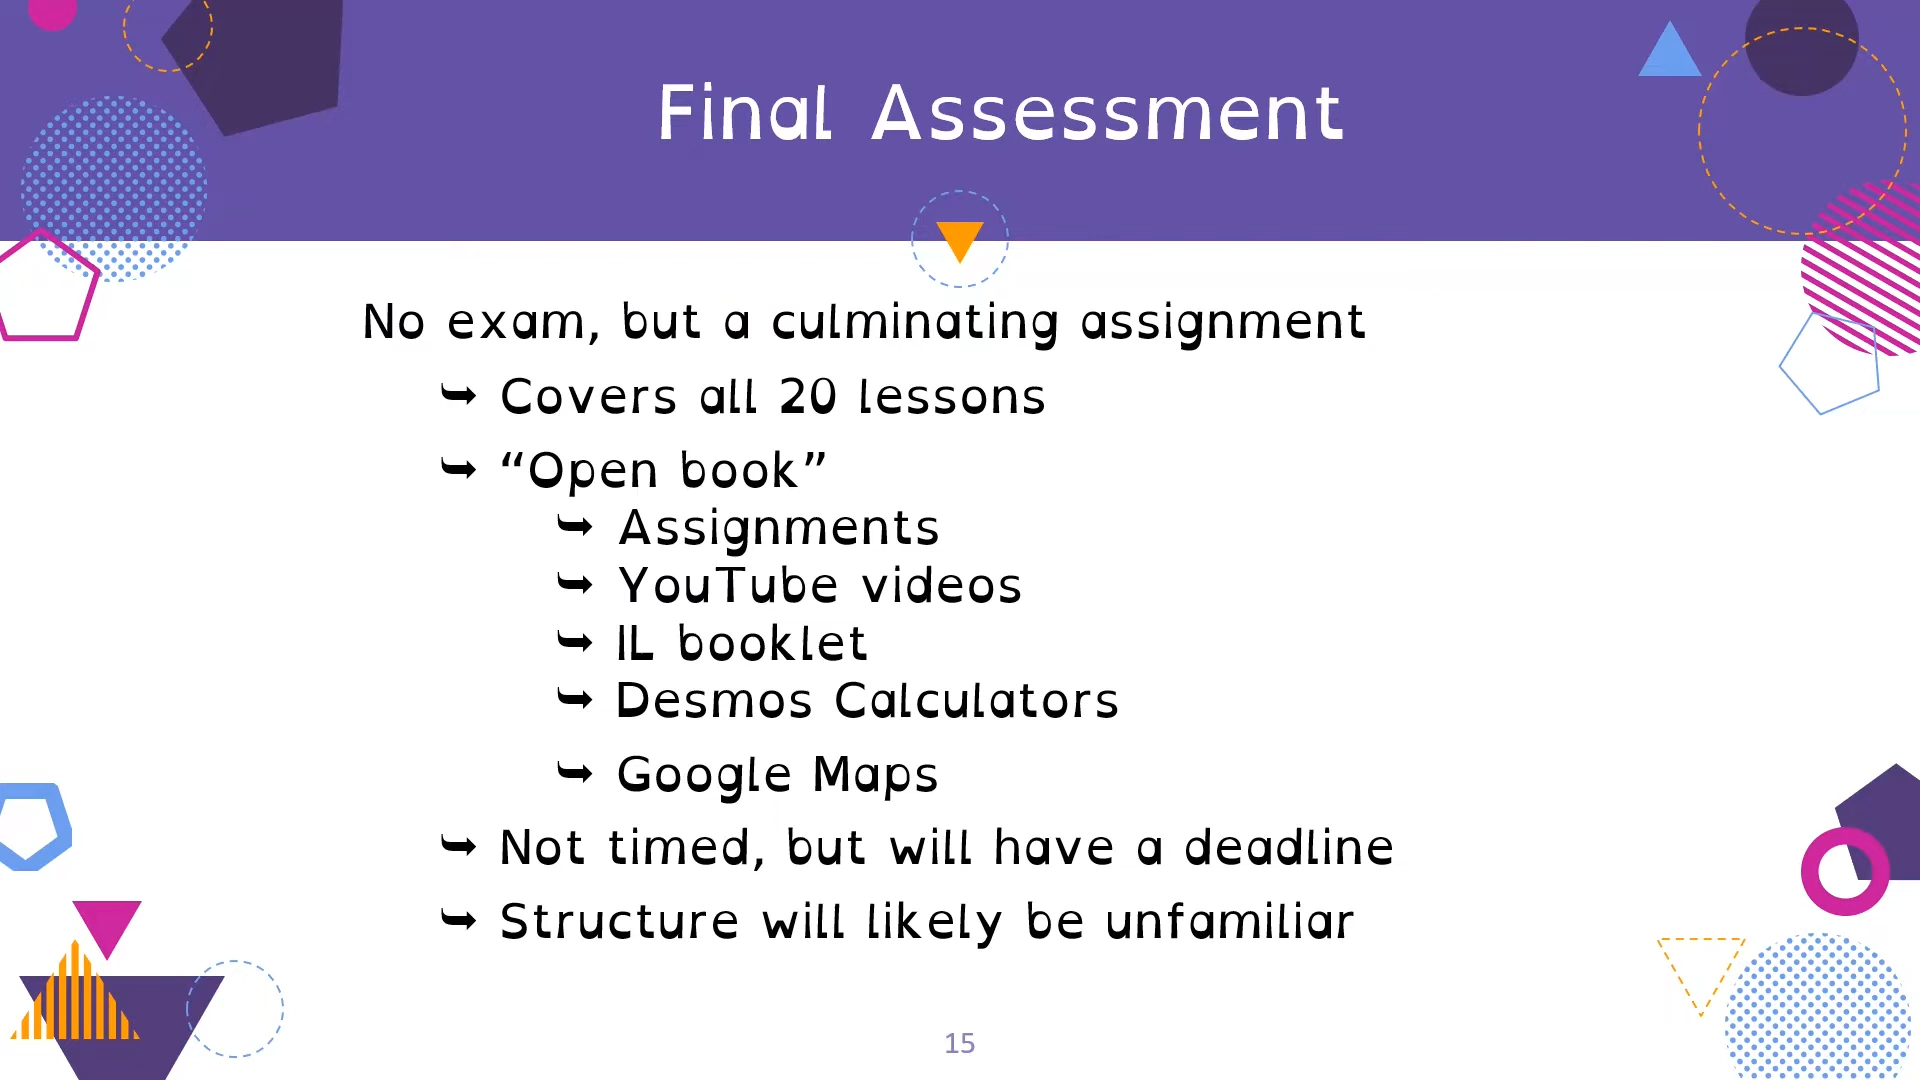 Final Assessment
No exam, but a culminating assignment
⮩ Covers all 20 lessons
⮩ “Open book”
⮩ Assignments
⮩ YouTube videos
⮩ IL booklet
⮩ Desmos Calculators
⮩ Google Maps
⮩ Not timed, but will have a deadline
⮩ Structure will likely be unfamiliar
15